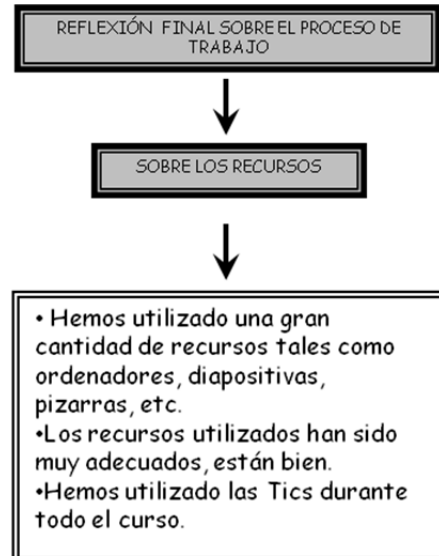 REFLEXIÓN FINAL SOBRE EL PROCESO DE
TRABAJO
SOBRE LOS RECURSOS
• Hemos utilizado una gran
cantidad de recursos tales como
ordenadores, diapositivas,
pizarras, etc.
•Los recursos utilizados han sido
muy adecuados, están bien.
•Hemos utilizado las Tics durante
todo el curso.